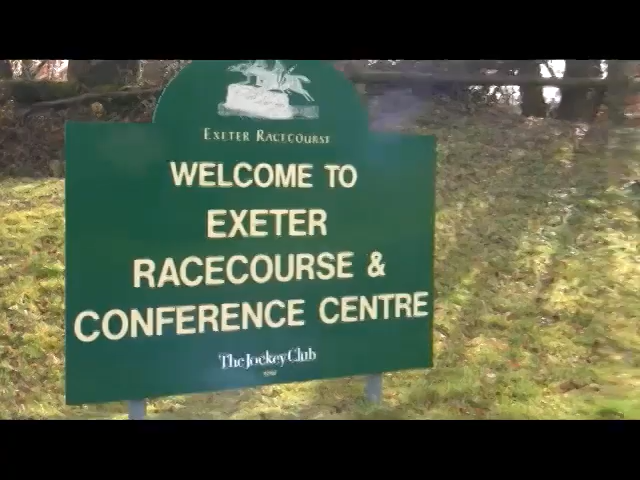 EXETER RACECOURSE
WELCOME TO
EXETER
RACECOURSE &
CONFERENCE CENTRE
The Jockey Club